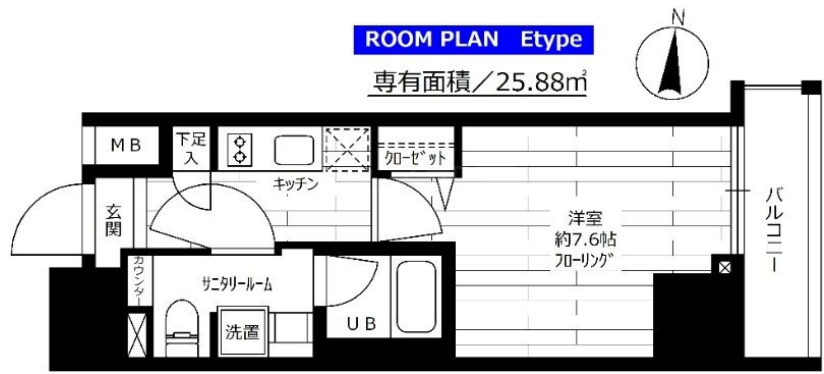 N
ROOM PLAN Etype
専有面積／25.88㎡
MB
下足
入
キッチン
クローゼット
玄
関
洋室
約7.6帖
フローリング
バルコニー
カウンター
サニタリールーム
洗置
UB